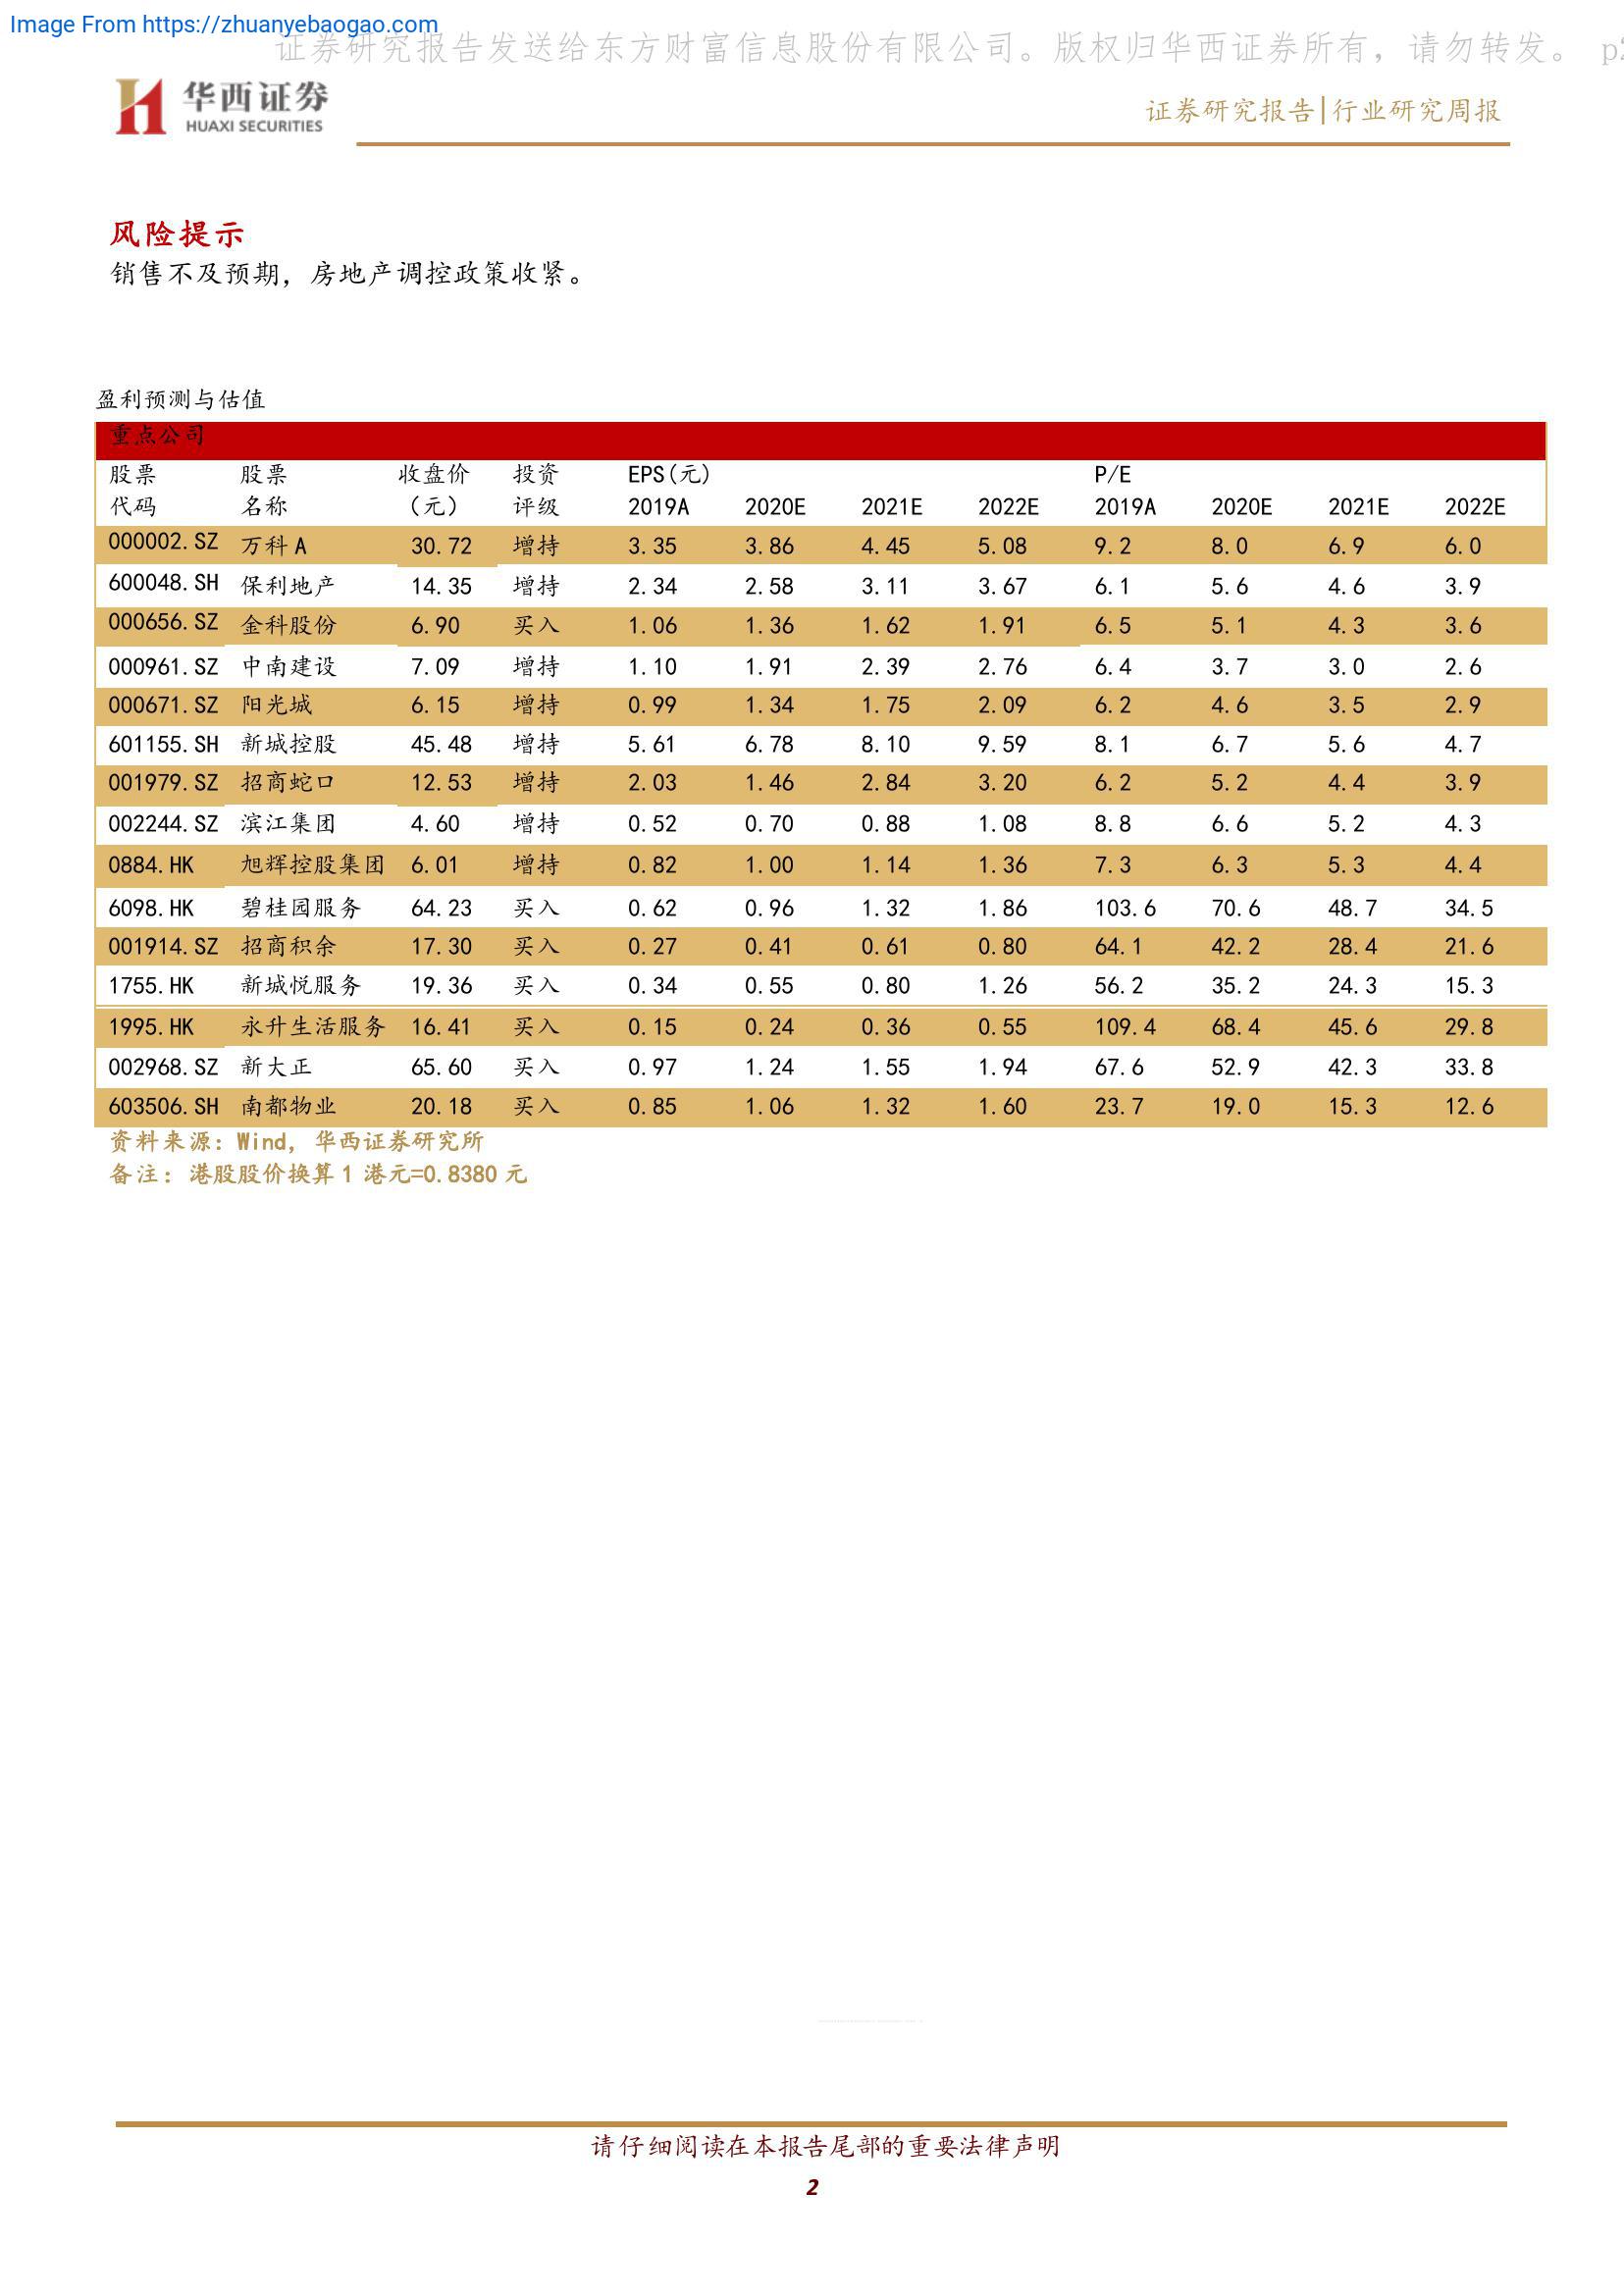 Image From https://zhuanyebaogao.com
证券研究报告发送给东方财富信息股份有限公司。版权归华西证券所有，请勿转发。 p2
华西证券
HUAXI SECURITIES
证券研究报告|行业研究周报
风险提示
销售不及预期，房地产调控政策收紧。
盈利预测与估值
重点公司
股票 股票 收盘价 投资 EPS(元) P/E
代码 名称 （元） 评级 2019A 2020E 2021E 2022E 2019A 2020E 2021E 2022E
000002.SZ 万科A 30.72 增持 3.35 3.86 4.45 5.08 9.2 8.0 6.9 6.0
600048.SH 保利地产 14.35 增持 2.34 2.58 3.11 3.67 6.1 5.6 4.6 3.9
000656.SZ 金科股份 6.90 买入 1.06 1.36 1.62 1.91 6.5 5.1 4.3 3.6
000961.SZ 中南建设 7.09 增持 1.10 1.91 2.39 2.76 6.4 3.7 3.0 2.6
000671.SZ 阳光城 6.15 增持 0.99 1.34 1.75 2.09 6.2 4.6 3.5 2.9
601155.SH 新城控股 45.48 增持 5.61 6.78 8.10 9.59 8.1 6.7 5.6 4.7
001979.SZ 招商蛇口 12.53 增持 2.03 1.46 2.84 3.20 6.2 5.2 4.4 3.9
002244.SZ 滨江集团 4.60 增持 0.52 0.70 0.88 1.08 8.8 6.6 5.2 4.3
0884.HK 旭辉控股集团 6.01 增持 0.82 1.00 1.14 1.36 7.3 6.3 5.3 4.4
6098.HK 碧桂园服务 64.23 买入 0.62 0.96 1.32 1.86 103.6 70.6 48.7 34.5
001914.SZ 招商积余 17.30 买入 0.27 0.41 0.61 0.80 64.1 42.2 28.4 21.6
1755.HK 新城悦服务 19.36 买入 0.34 0.55 0.80 1.26 56.2 35.2 24.3 15.3
1995.HK 永升生活服务 16.41 买入 0.15 0.24 0.36 0.55 109.4 68.4 45.6 29.8
002968.SZ 新大正 65.60 买入 0.97 1.24 1.55 1.94 67.6 52.9 42.3 33.8
603506.SH 南都物业 20.18 买入 0.85 1.06 1.32 1.60 23.7 19.0 15.3 12.6
资料来源：Wind，华西证券研究所
备注：港股股价换算1港元=0.8380元
请仔细阅读在本报告尾部的重要法律声明
2